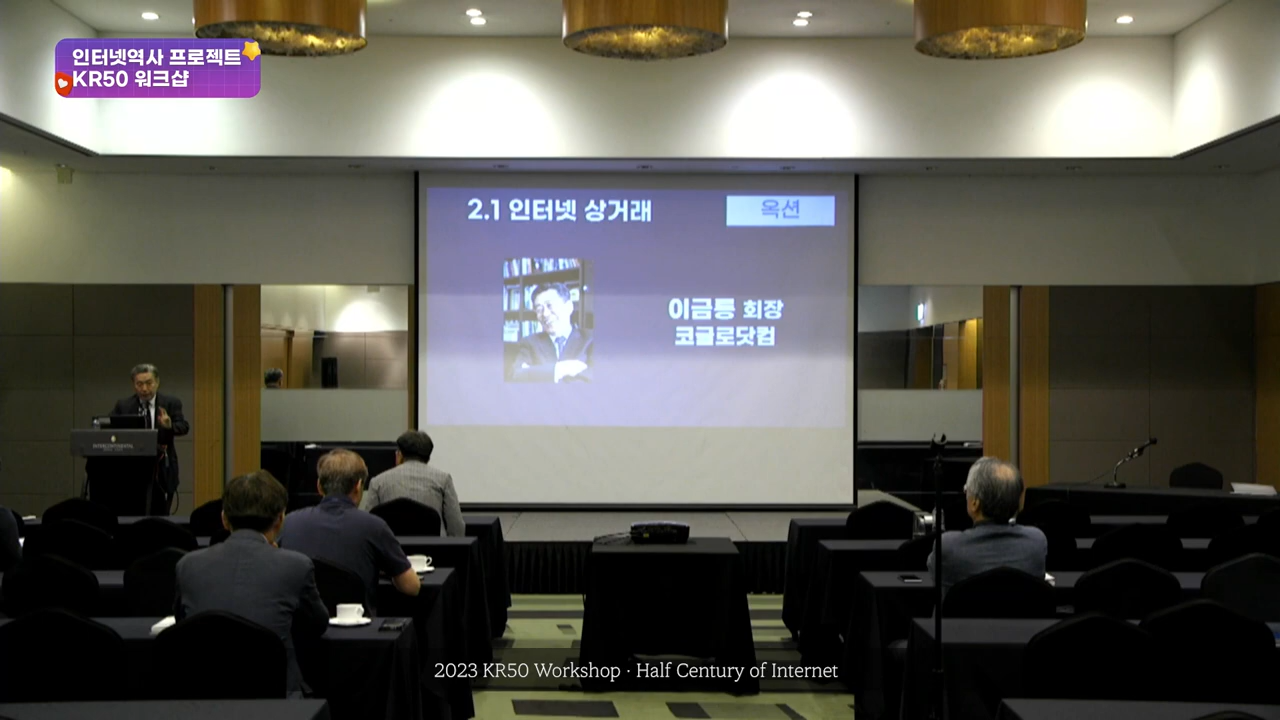 인터넷역사 프로젝트
KR50 워크샵
2.1 인터넷 상거래
옥션
이금룡 회장
코글로닷컴
INTERCONTINENTAL
2023 KR50 Workshop · Half Century of Internet